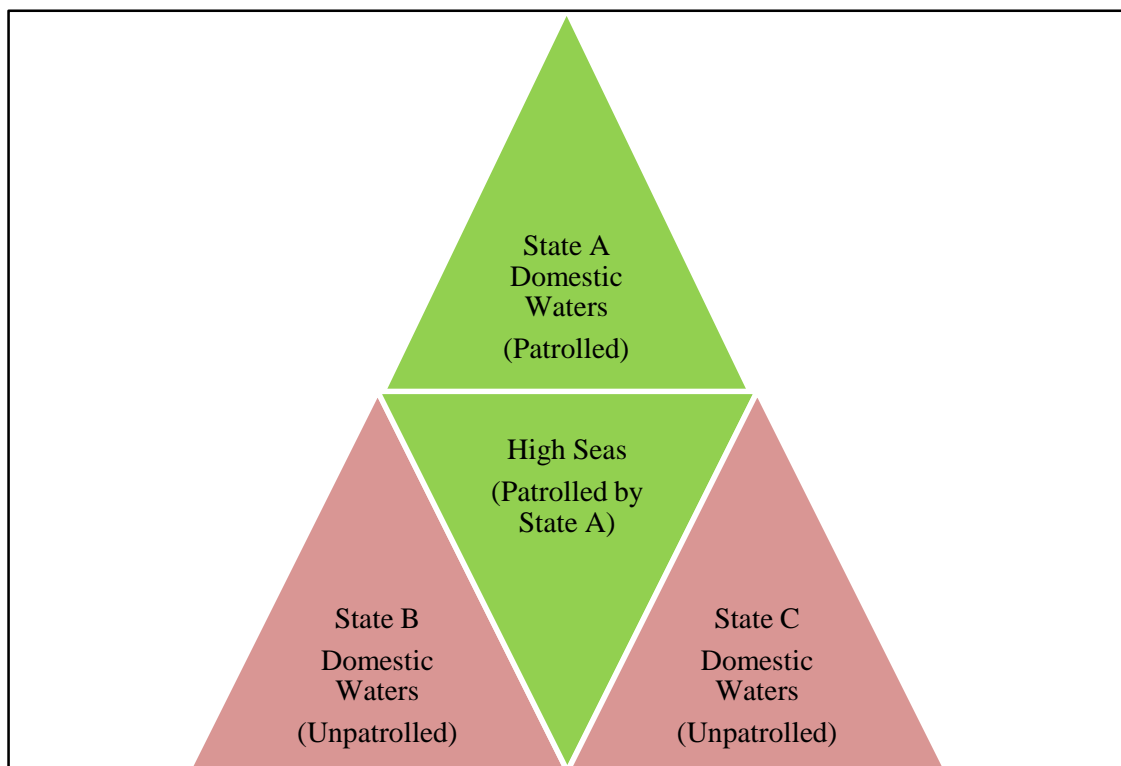 State A
Domestic
Waters
(Patrolled)
High Seas
(Patrolled by
State A)
State B
Domestic
Waters
(Unpatrolled)
State C
Domestic
Waters
(Unpatrolled)